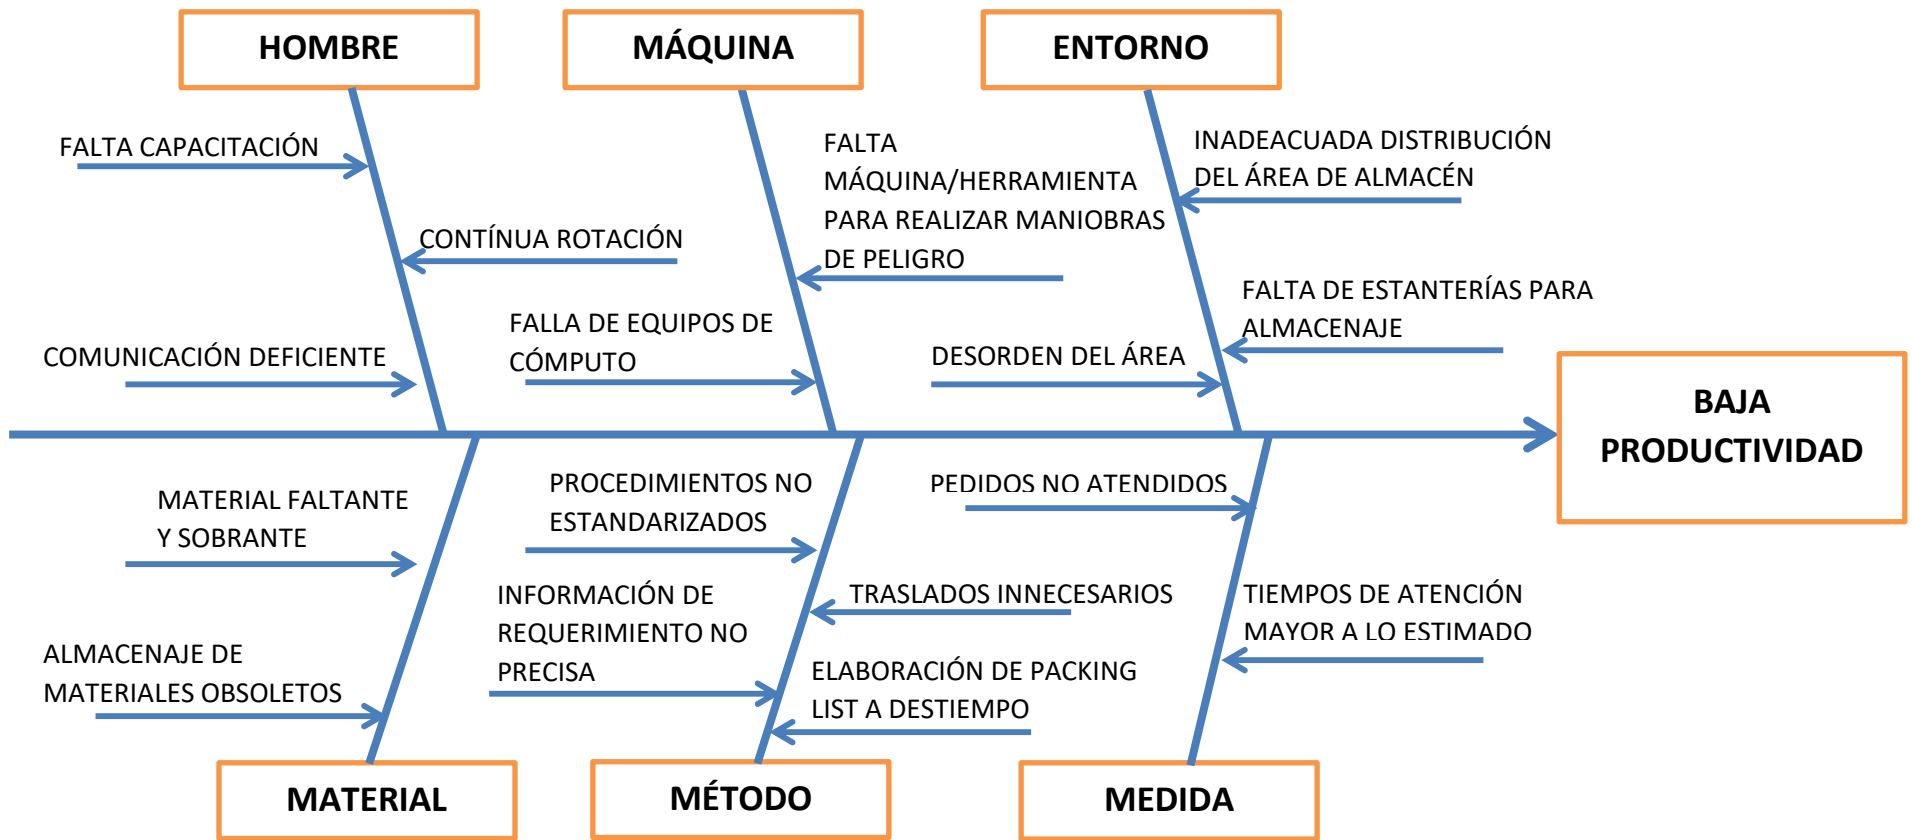 HOMBRE
MÁQUINA
ENTORNO
FALTA CAPACITACIÓN
CONTÍNUA ROTACIÓN
COMUNICACIÓN DEFICIENTE
FALTA
MÁQUINA/HERRAMIENTA
PARA REALIZAR MANIOBRAS
DE PELIGRO
FALLA DE EQUIPOS DE
CÓMPUTO
INADEACUADA DISTRIBUCIÓN
DEL ÁREA DE ALMACÉN
FALTA DE ESTANTERÍAS PARA
ALMACENAJE
DESORDEN DEL ÁREA
BAJA
PRODUCTIVIDAD
MATERIAL FALTANTE
Y SOBRANTE
ALMACENAJE DE
MATERIALES OBSOLETOS
PROCEDIMIENTOS NO
ESTANDARIZADOS
INFORMACIÓN DE
REQUERIMIENTO NO
PRECISA
TRASLADOS INNECESARIOS
ELABORACIÓN DE PACKING
LIST A DESTIEMPO
PEDIDOS NO ATENDIDOS
TIEMPOS DE ATENCIÓN
MAYOR A LO ESTIMADO
MATERIAL
MÉTODO
MEDIDA